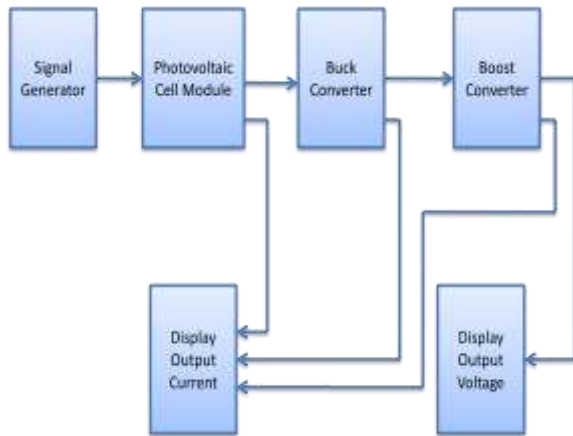 Signal
Generator
Photovoltaic
Cell Module
Buck
Converter
Boost
Converter
Display
Output
Current
Display
Output
Voltage